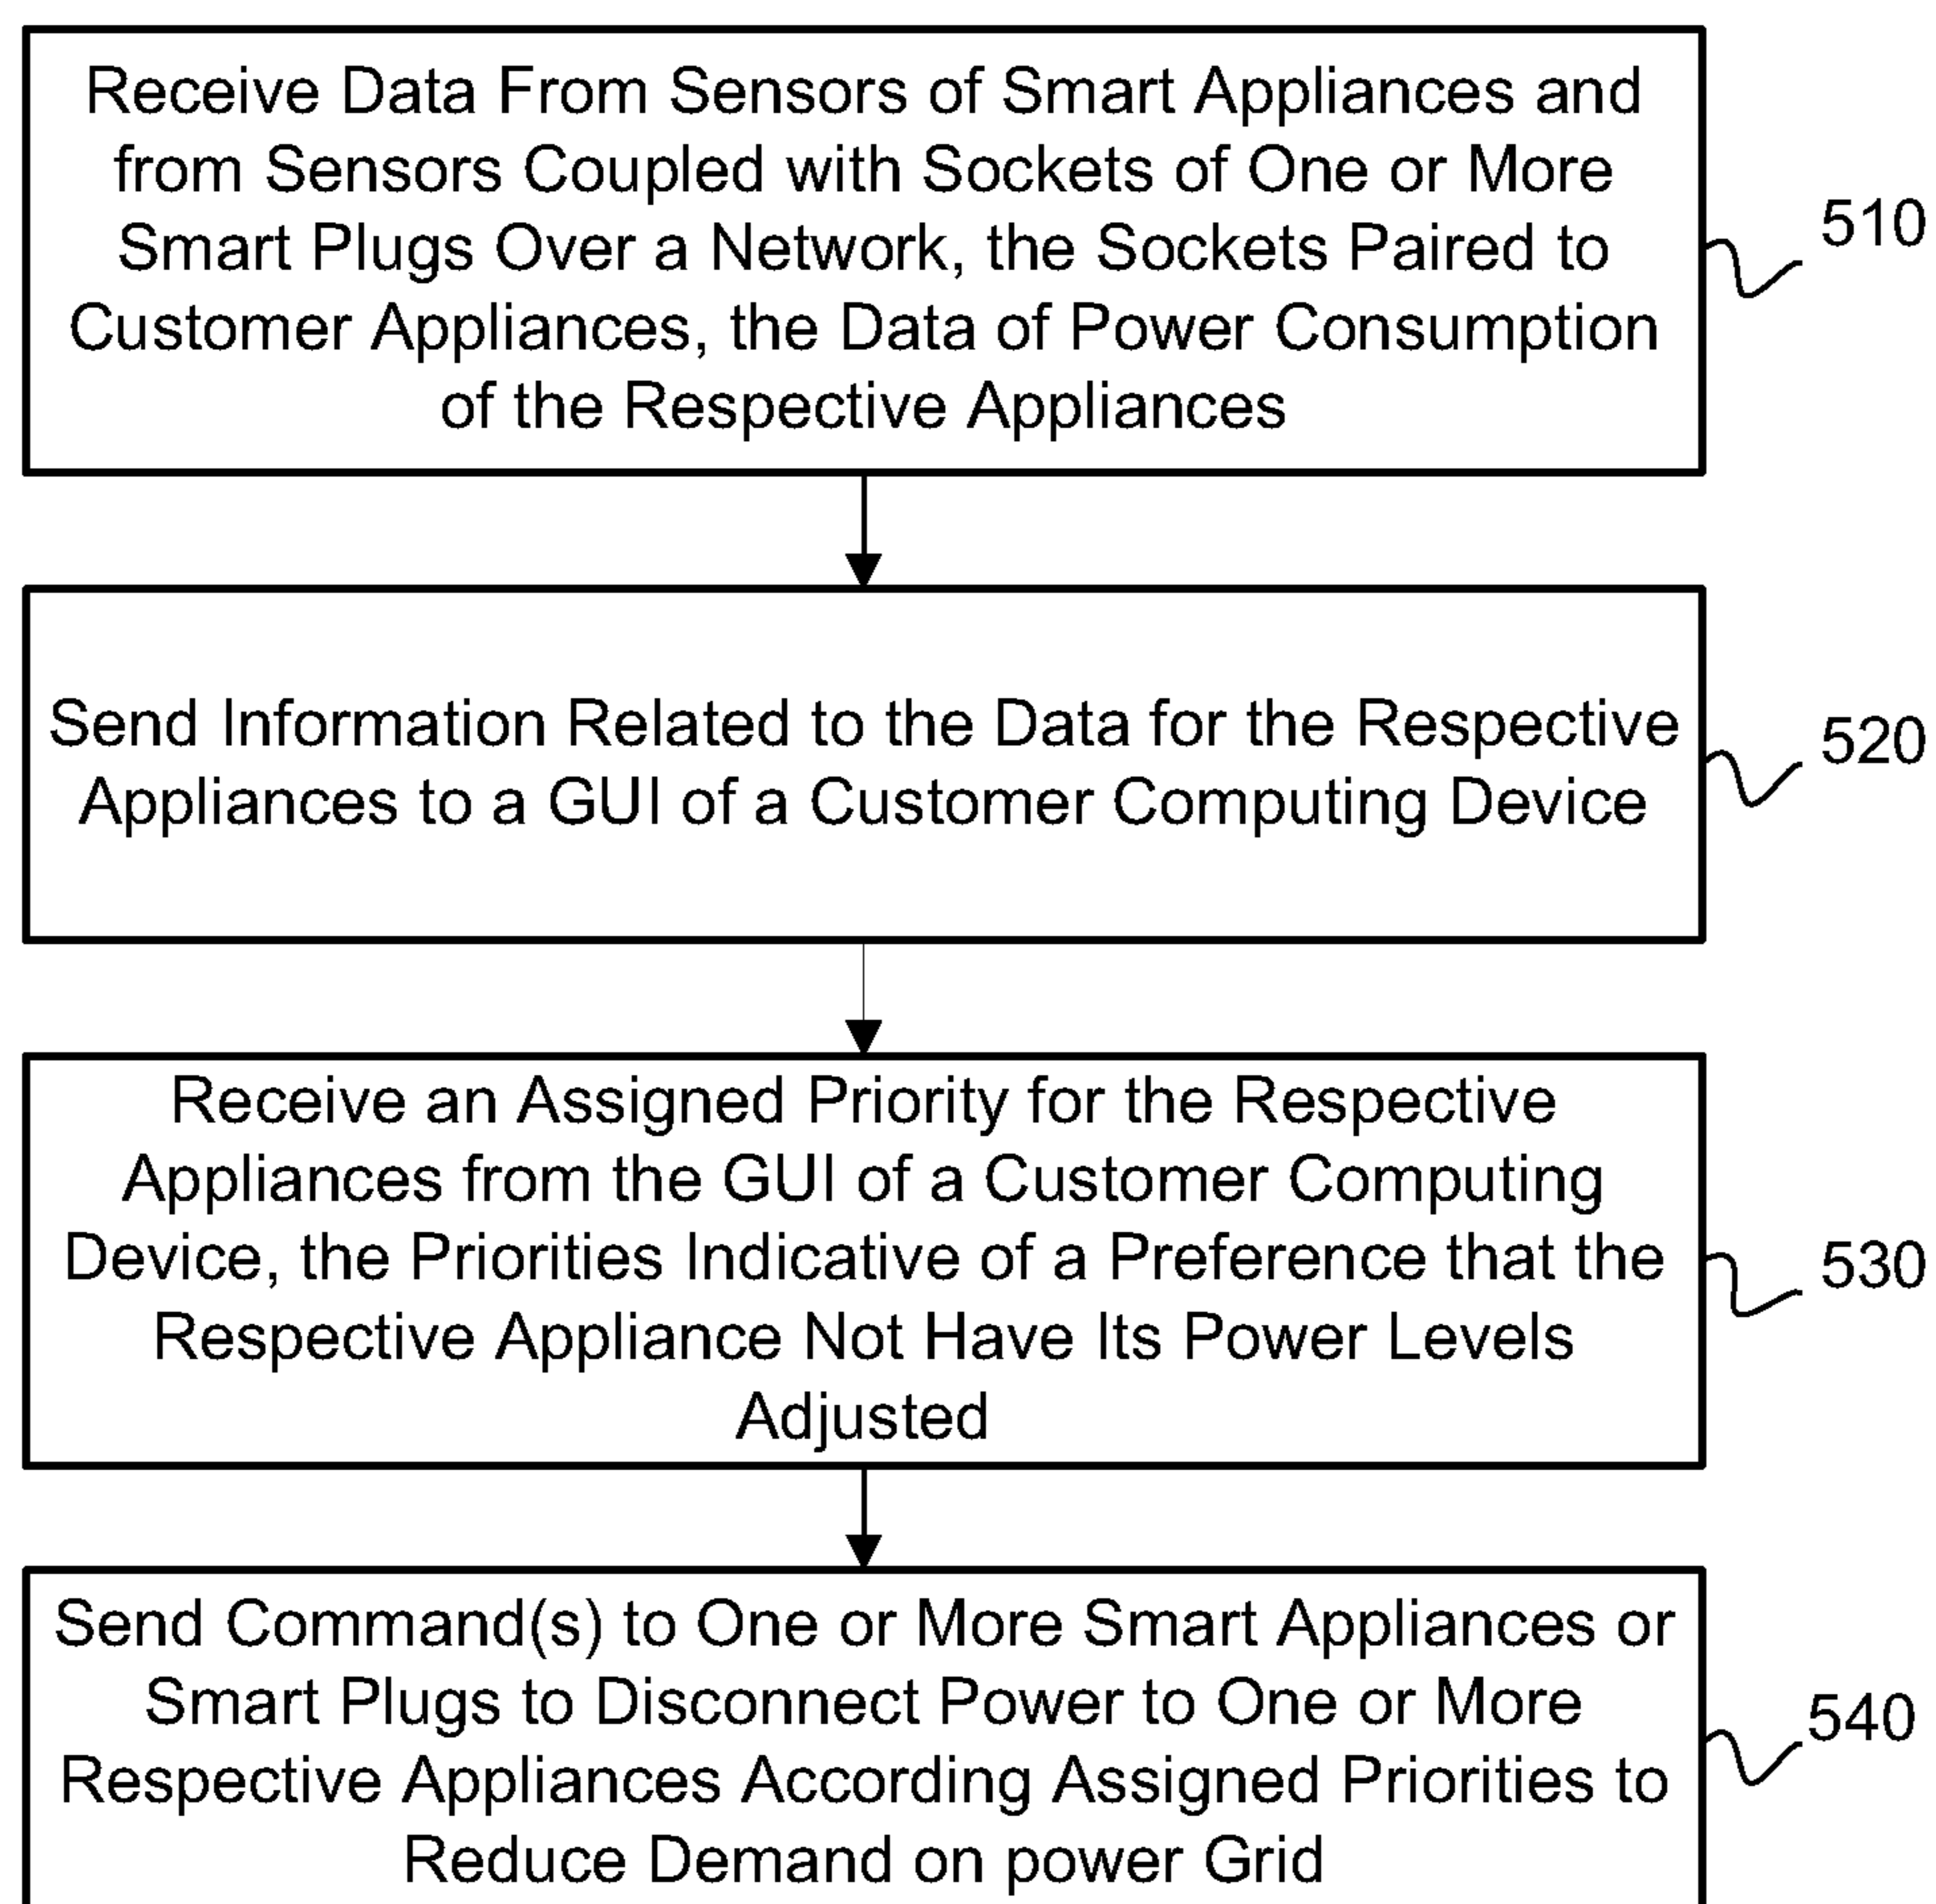 Receive Data From Sensors of Smart Appliances and
from Sensors Coupled with Sockets of One or More
Smart Plugs Over a Network, the Sockets Paired to
Customer Appliances, the Data of Power Consumption
of the Respective Appliances
510
Send Information Related to the Data for the Respective
Appliances to a GUI of a Customer Computing Device
520
Receive an Assigned Priority for the Respective
Appliances from the GUI of a Customer Computing
Device, the Priorities Indicative of a Preference that the
Respective Appliance Not Have Its Power Levels
Adjusted
530
Send Command(s) to One or More Smart Appliances or
Smart Plugs to Disconnect Power to One or More
Respective Appliances According Assigned Priorities to
Reduce Demand on power Grid
540